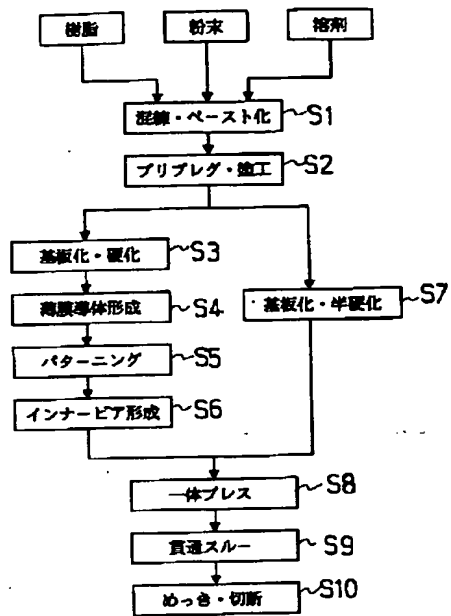 樹脂
粉末
溶剤
混練・ペースト化
S1
プリプレグ・塗工
S2
基板化・硬化
S3
薄膜導体形成
S4
基板化・半硬化
S7
パターニング
S5
インナービア形成
S6
一体プレス
S8
貫通スルー
S9
めっき・切断
S10